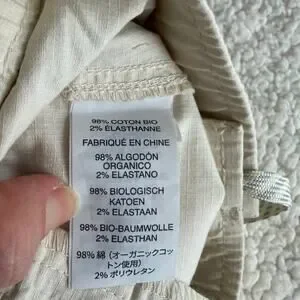 98% COTON BIO
2% ÉLASTHANNE
FABRIQUÉ EN CHINE
98% ALGODÓN
ORGANICO
2% ELASTANO
98% BIOLOGISCH
KATOEN
2% ELASTAAN
98% BIO-BAUMWOLLE
2% ELASTHAN
98% 綿 (オーガニックコッ
トン使用)
2% ポリウレタン